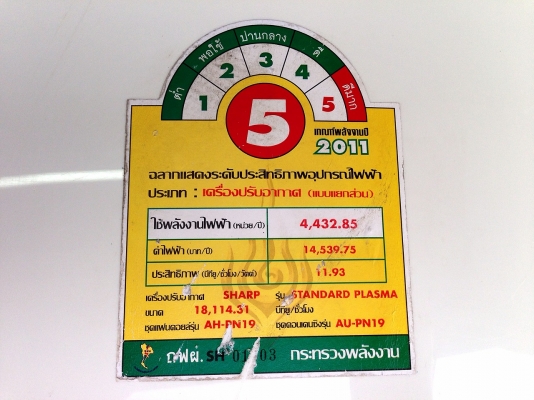 ต่ำ พอใช้ ปานกลาง ดี ดีมาก
1 2 3 4 5
5
เกณฑ์พลังงานปี
2011
ฉลากแสดงระดับประสิทธิภาพอุปกรณ์ไฟฟ้า
ประเภท : เครื่องปรับอากาศ (แบบแยกส่วน)
ใช้พลังงานไฟฟ้า (หน่วย/ปี) 4,432.85
ค่าไฟฟ้า (บาท/ปี) 14,539.75
ประสิทธิภาพ (บีทียู/ชั่วโมง/วัตต์) 11.93
เครื่องปรับอากาศ SHARP รุ่น STANDARD PLASMA
ขนาด 18,114.31 บีทียู/ชั่วโมง
ชุดแฟนคอยล์รุ่น AH-PN19 ชุดคอนเดนซิ่งรุ่น AU-PN19
กฟผ. SH กระทรวงพลังงาน